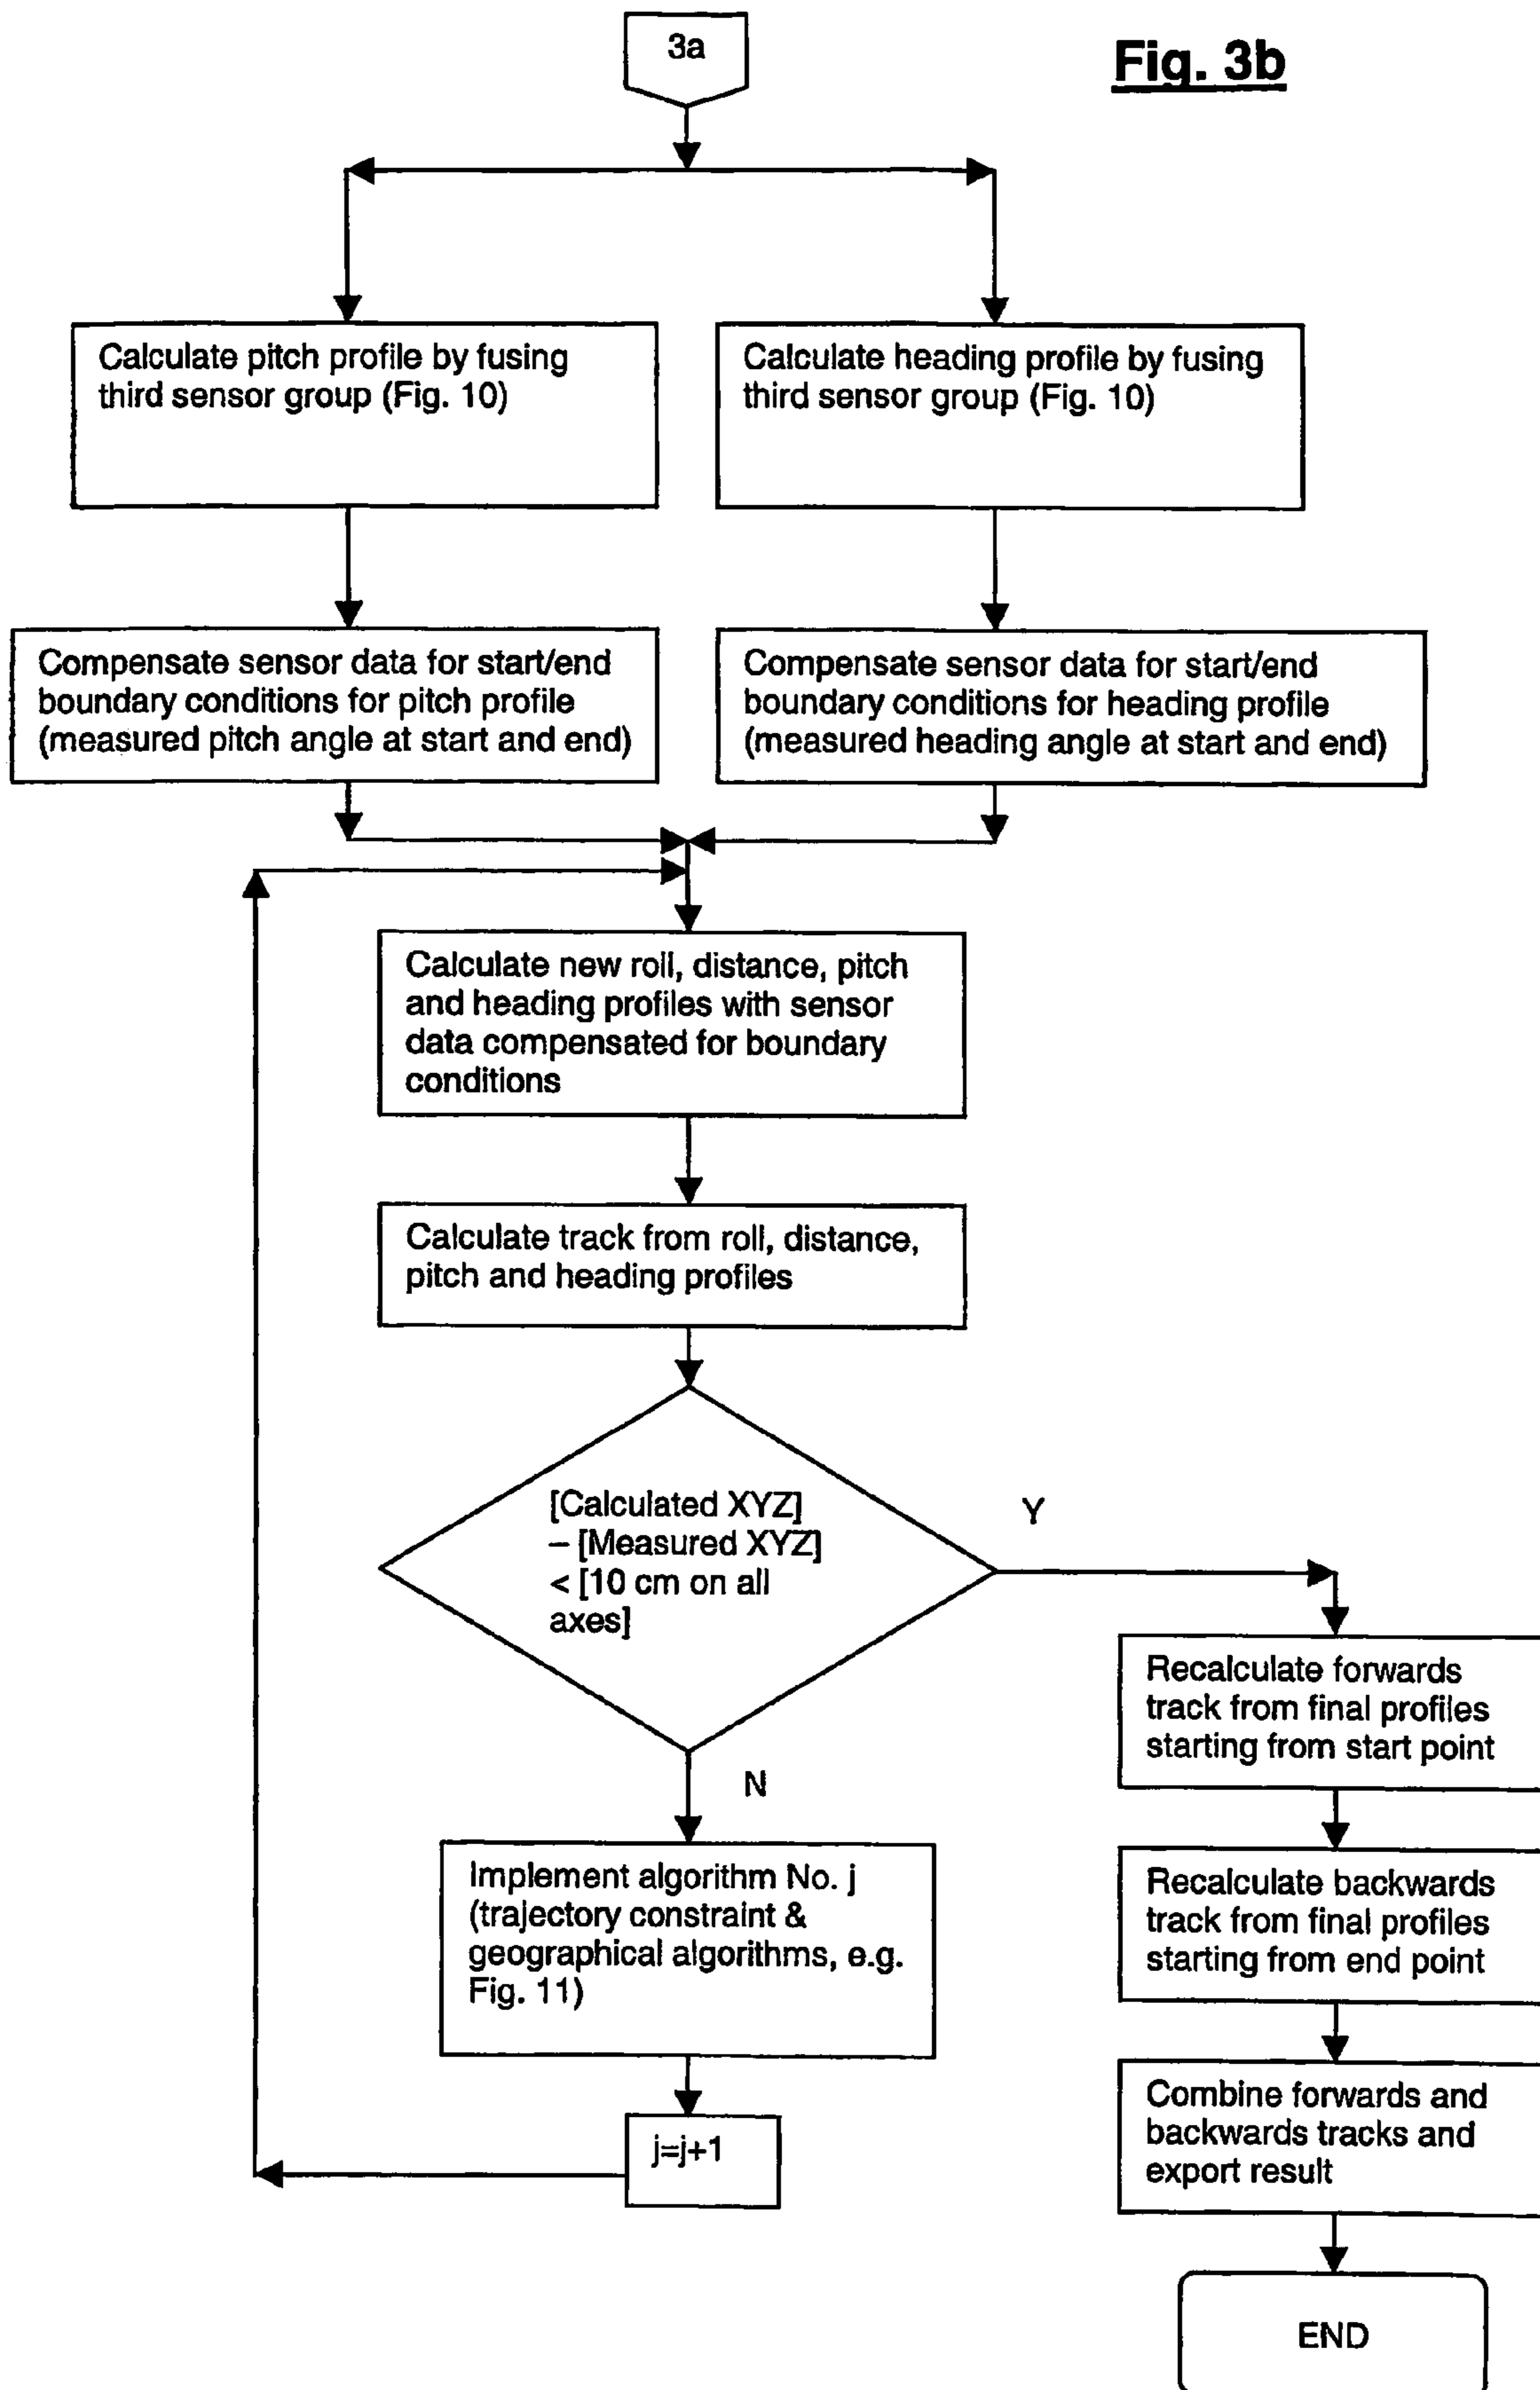 3a
Fig. 3b
Calculate pitch profile by fusing
third sensor group (Fig. 10)
Calculate heading profile by fusing
third sensor group (Fig. 10)
Compensate sensor data for start/end
boundary conditions for pitch profile
(measured pitch angle at start and end)
Compensate sensor data for start/end
boundary conditions for heading profile
(measured heading angle at start and end)
Calculate new roll, distance, pitch
and heading profiles with sensor
data compensated for boundary
conditions
Calculate track from roll, distance,
pitch and heading profiles
[Calculated XYZ]
– [Measured XYZ]
< [10 cm on all
axes]
Y
N
Recalculate forwards
track from final profiles
starting from start point
Implement algorithm No. j
(trajectory constraint &
geographical algorithms, e.g.
Fig. 11)
Recalculate backwards
track from final profiles
starting from end point
j=j+1
Combine forwards and
backwards tracks and
export result
END